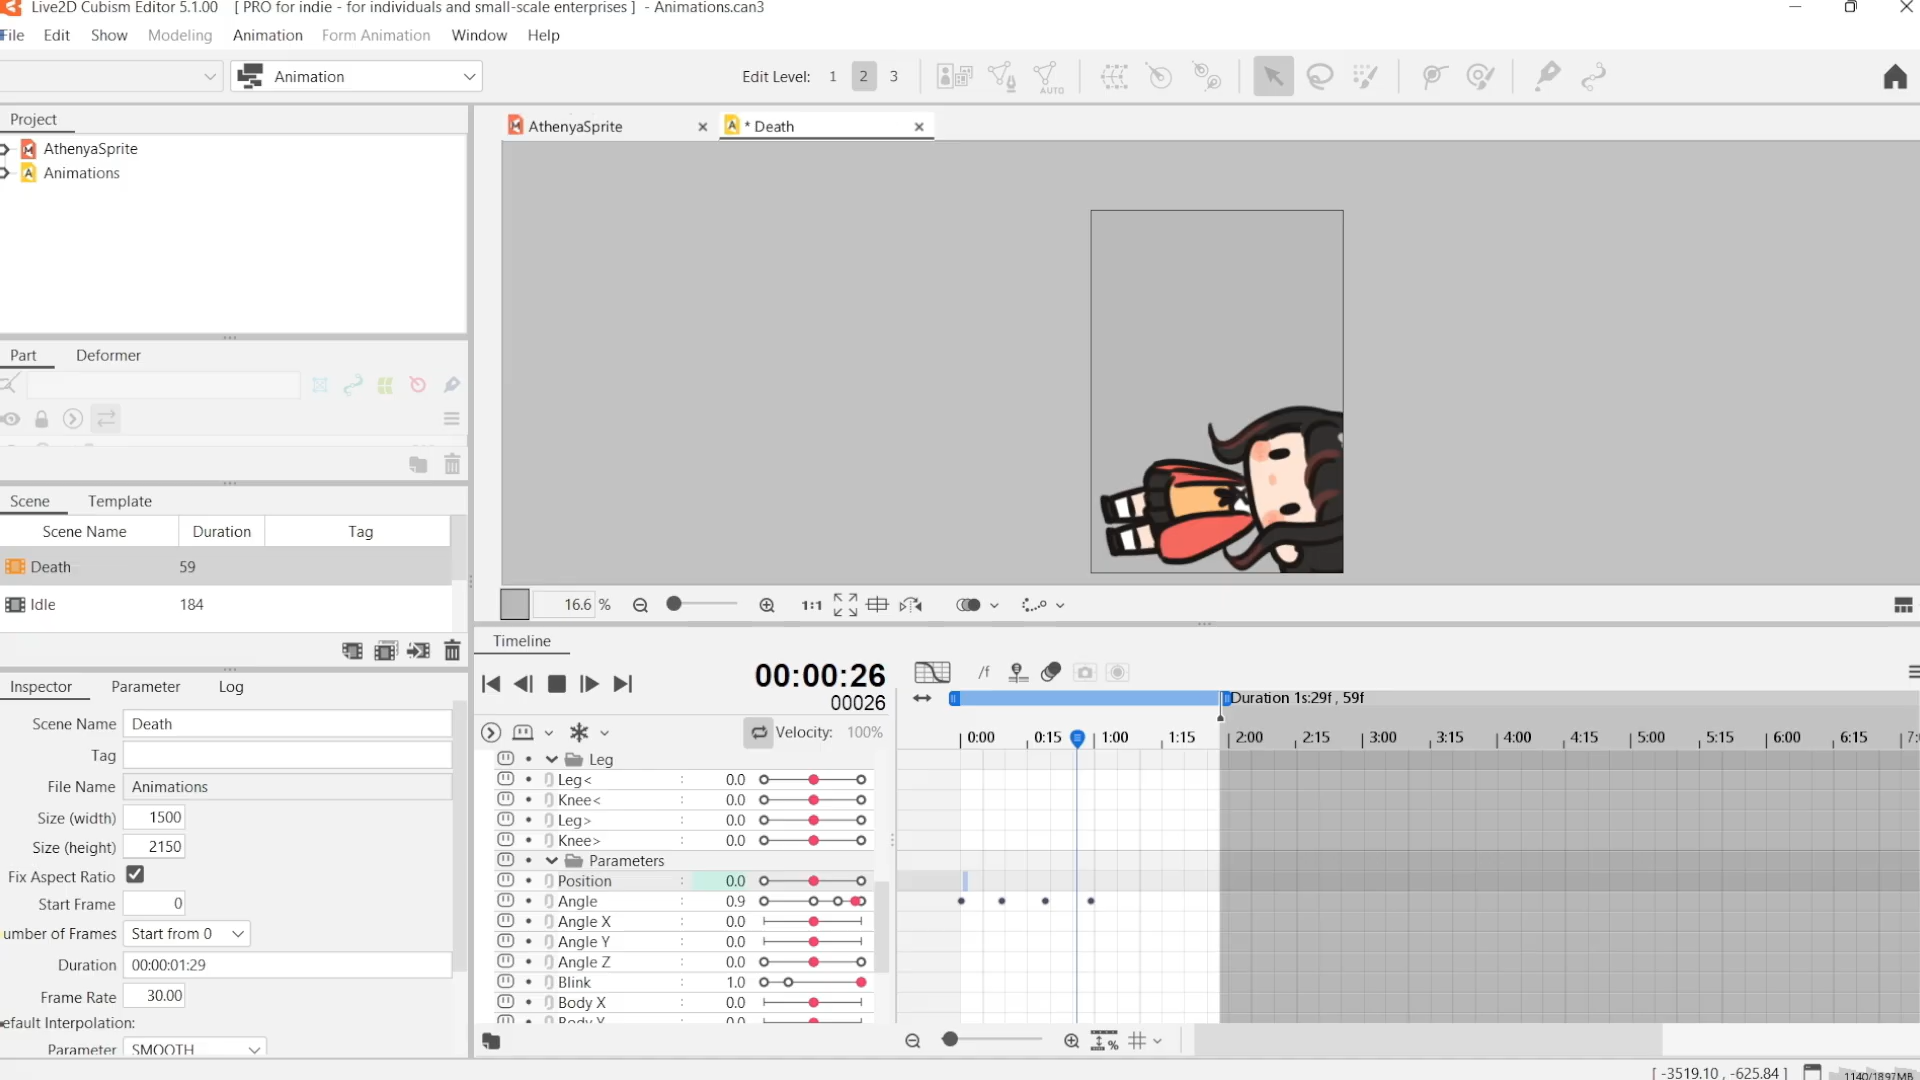 Live2D Cubism Editor 5.1.00 [ PRO for indie - for individuals and small-scale enterprises ] - Animations.can3
File Edit Show Modeling Animation Form Animation Window Help
Animation
Edit Level: 1 2 3
AUTO
Project
AthenyaSprite
Animations
AthenyaSprite
* Death
Part Deformer
Scene Template
Scene Name Duration Tag
Death 59
Idle 184
16.6 %
1:1
Inspector Parameter Log
Scene Name Death
Tag
File Name Animations
Size (width) 1500
Size (height) 2150
Fix Aspect Ratio
Start Frame 0
umber of Frames Start from 0
Duration 00:00:01:29
Frame Rate 30.00
efault Interpolation:
Parameter SMOOTH
Timeline
00:00:26
00026
Velocity: 100%
/f
Duration 1s:29f , 59f
0:00 0:15 1:00 1:15 2:00 2:15 3:00 3:15 4:00 4:15 5:00 5:15 6:00 6:15 7:
Leg
Leg< : 0.0
Knee< : 0.0
Leg> : 0.0
Knee> : 0.0
Parameters
Position : 0.0
Angle : 0.9
Angle X : 0.0
Angle Y : 0.0
Angle Z : 0.0
Blink : 1.0
Body X : 0.0
Body Y : 0.0
%
[ -3519.10 , -625.84 ] 1140/1897MB